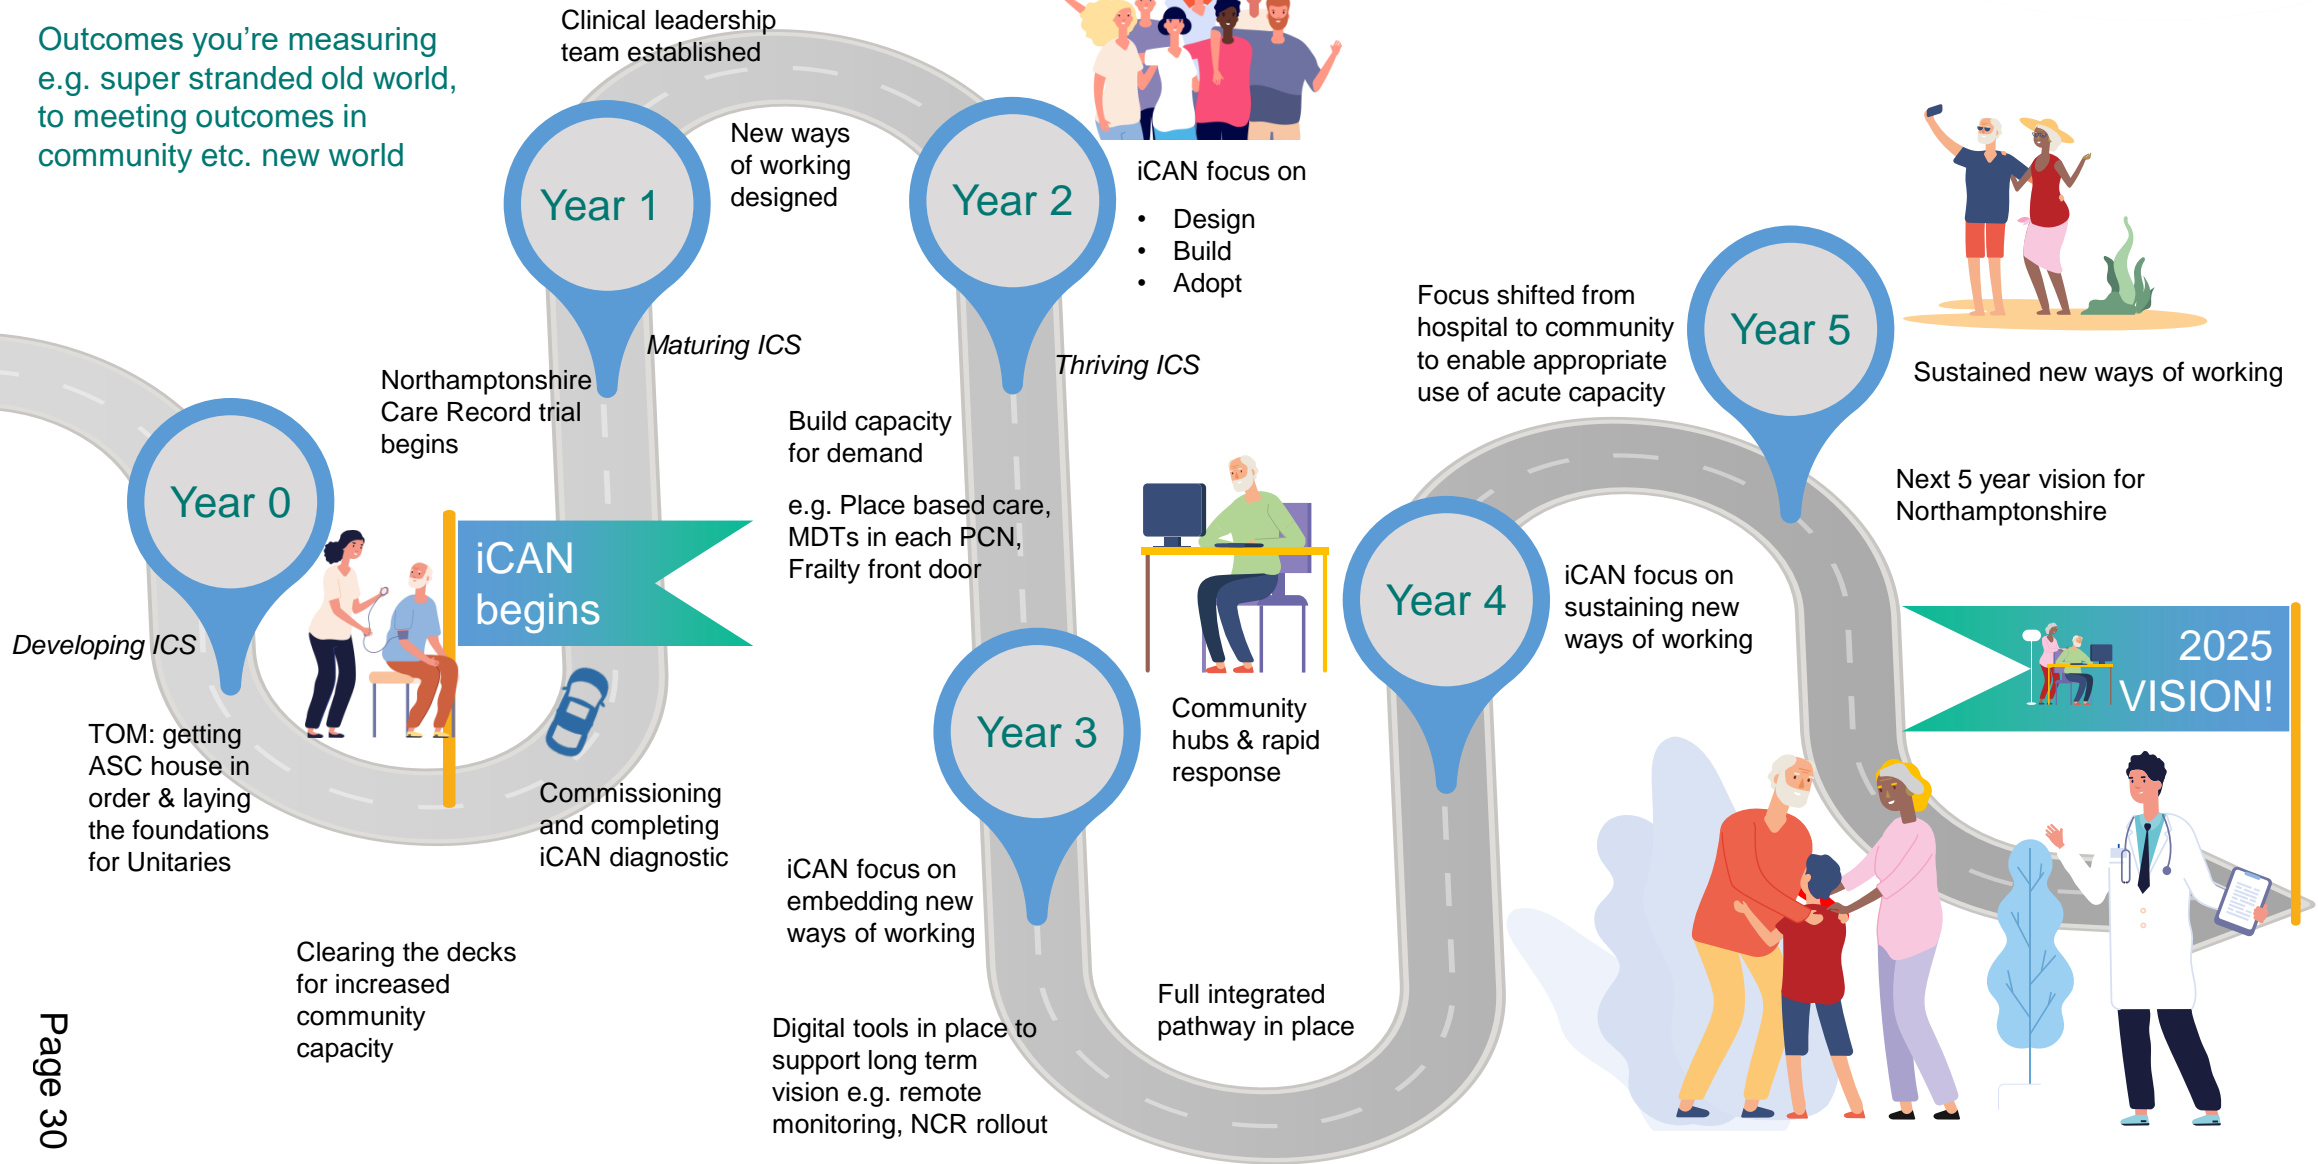 Outcomes you're measuring
e.g. super stranded old world,
to meeting outcomes in
community etc. new world
Year 0
Developing ICS
TOM: getting
ASC house in
order & laying
the foundations
for Unitaries
Clearing the decks
for increased
community
capacity
iCAN
begins
Northamptonshire
Care Record trial
begins
Commissioning
and completing
iCAN diagnostic
Year 1
Maturing ICS
Clinical leadership
team established
New ways
of working
designed
Year 2
Thriving ICS
iCAN focus on
• Design
• Build
• Adopt
Build capacity
for demand
e.g. Place based care,
MDTs in each PCN,
Frailty front door
Year 3
iCAN focus on
embedding new
ways of working
Digital tools in place to
support long term
vision e.g. remote
monitoring, NCR rollout
Community
hubs & rapid
response
Full integrated
pathway in place
Year 4
iCAN focus on
sustaining new
ways of working
Focus shifted from
hospital to community
to enable appropriate
use of acute capacity
Year 5
Sustained new ways of working
Next 5 year vision for
Northamptonshire
2025
VISION!
Page 30